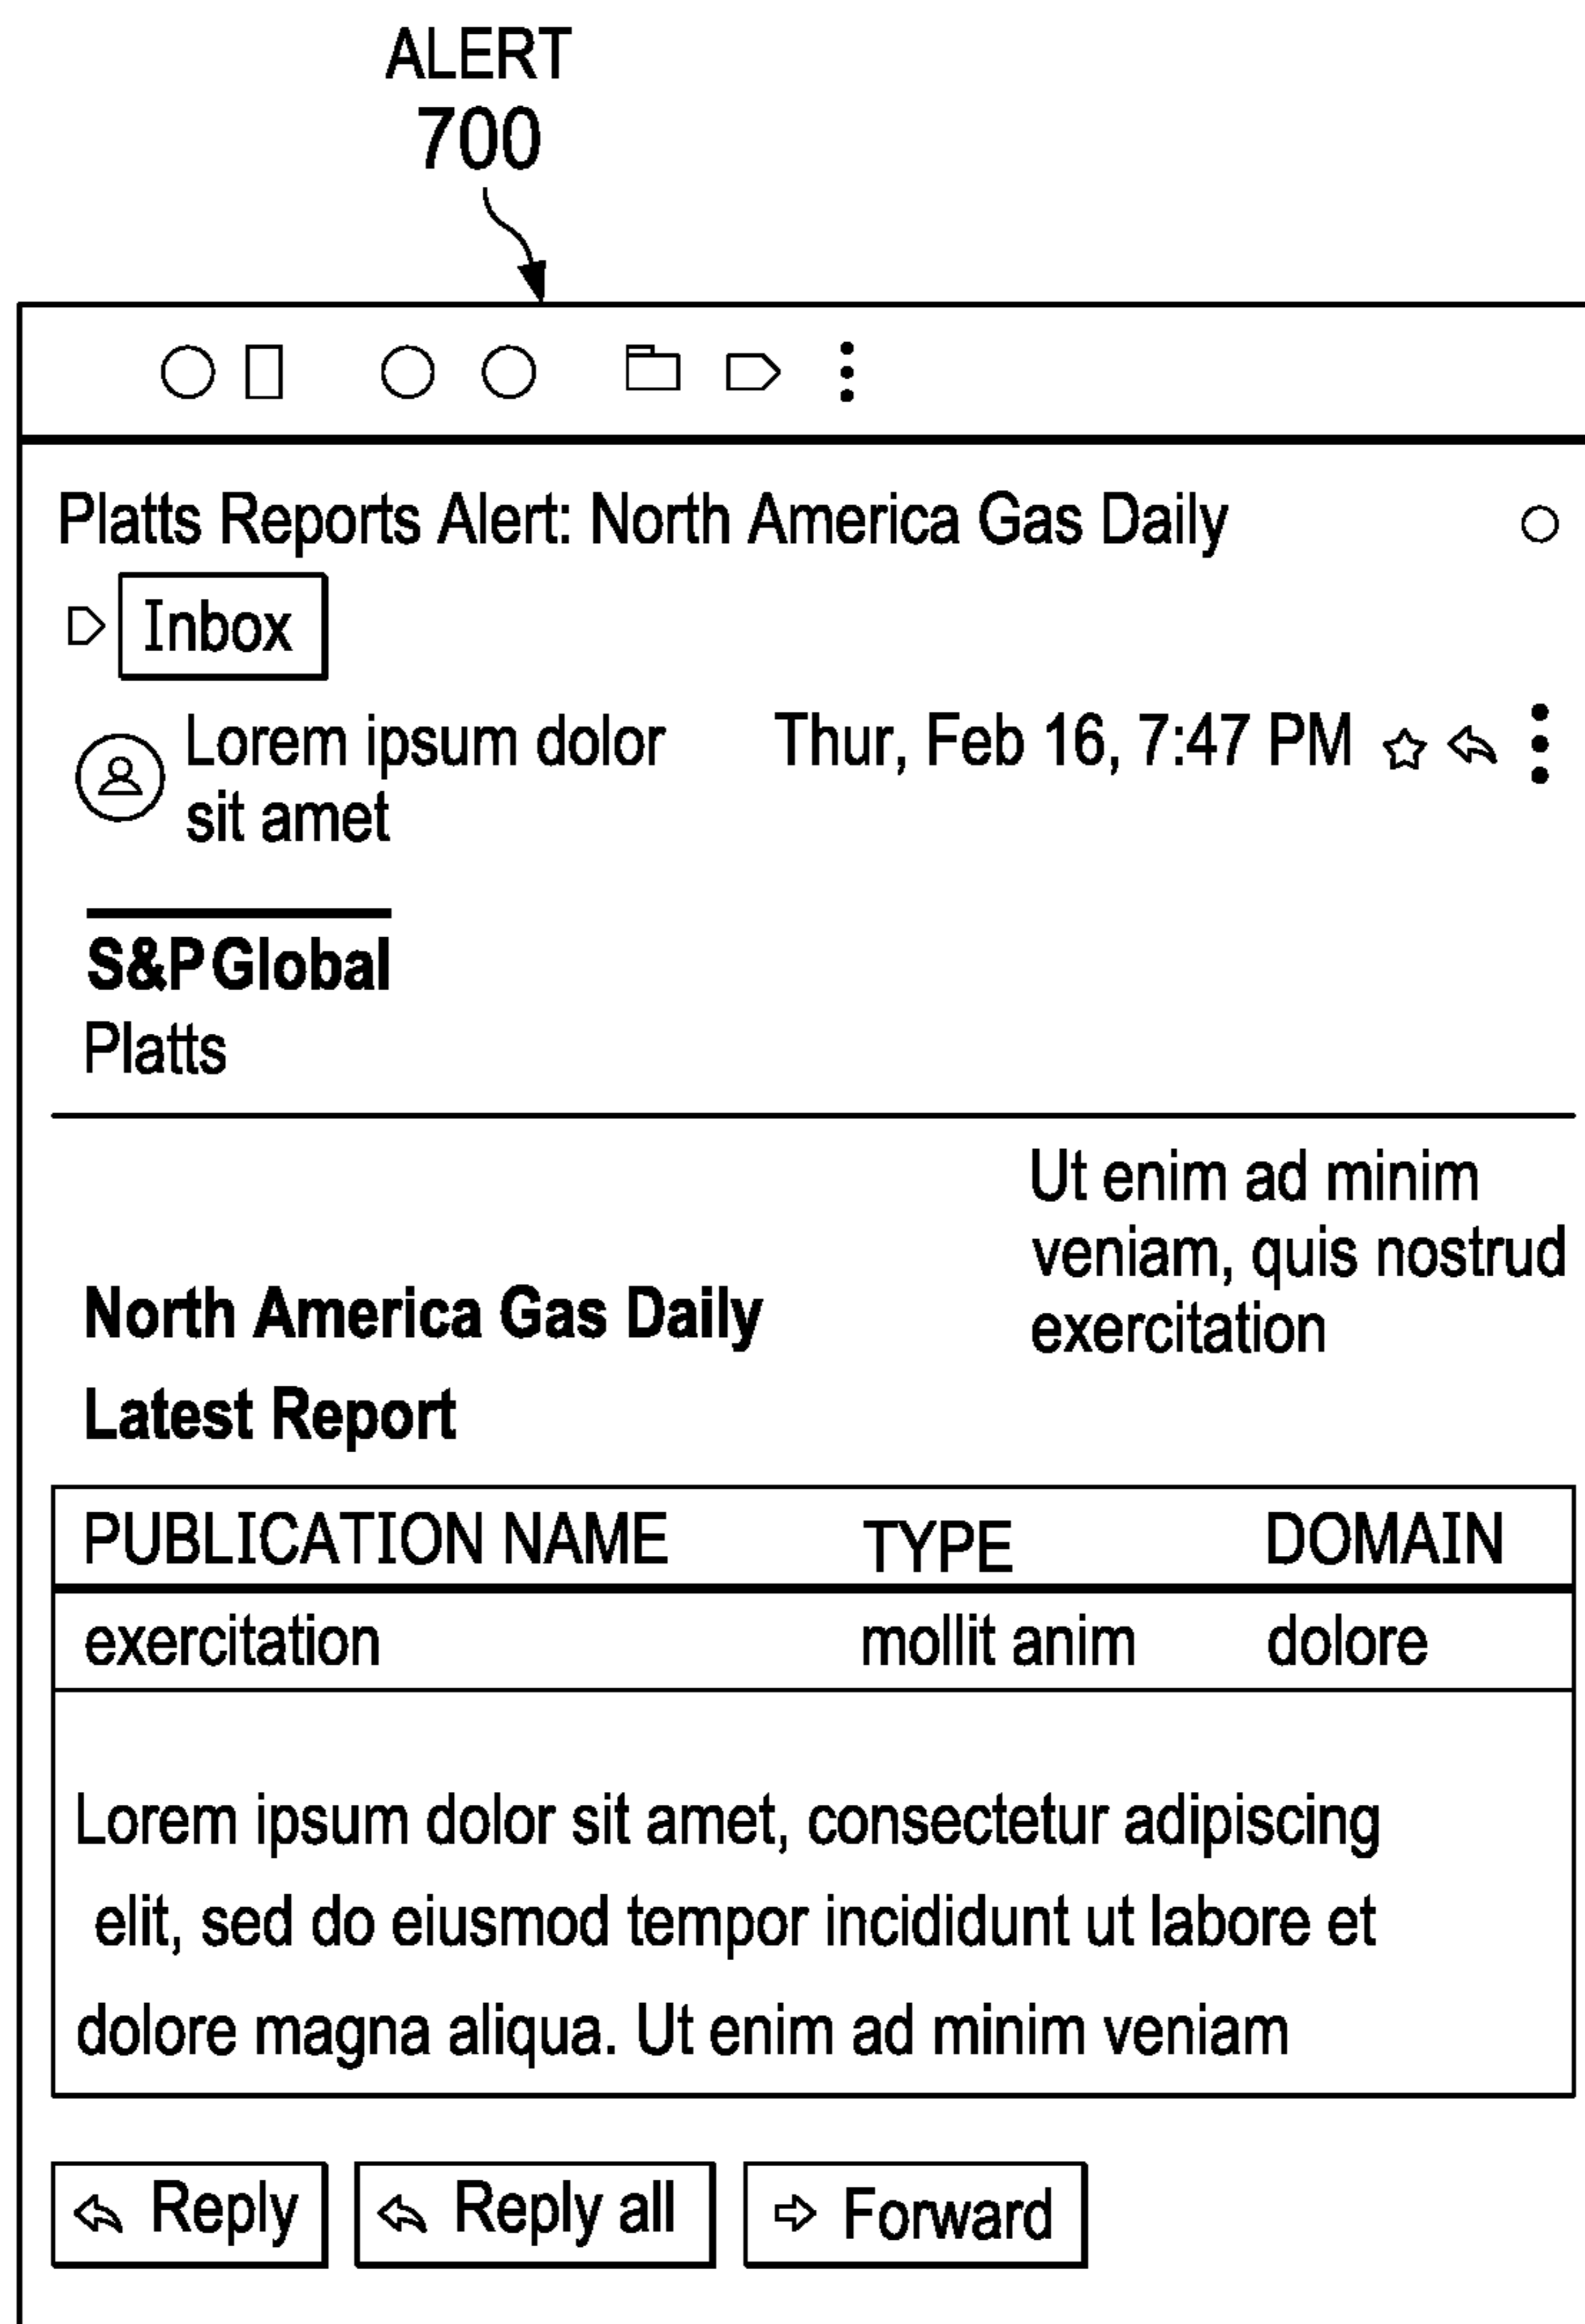 ALERT
700
Platts Reports Alert: North America Gas Daily
Inbox
Lorem ipsum dolor
sit amet
Thur, Feb 16, 7:47 PM
S&P Global
Platts
Ut enim ad minim
veniam, quis nostrud
exercitation
North America Gas Daily
Latest Report
PUBLICATION NAME TYPE DOMAIN
exercitation mollit anim dolore
Lorem ipsum dolor sit amet, consectetur adipiscing
elit, sed do eiusmod tempor incididunt ut labore et
dolore magna aliqua. Ut enim ad minim veniam
Reply Reply all Forward